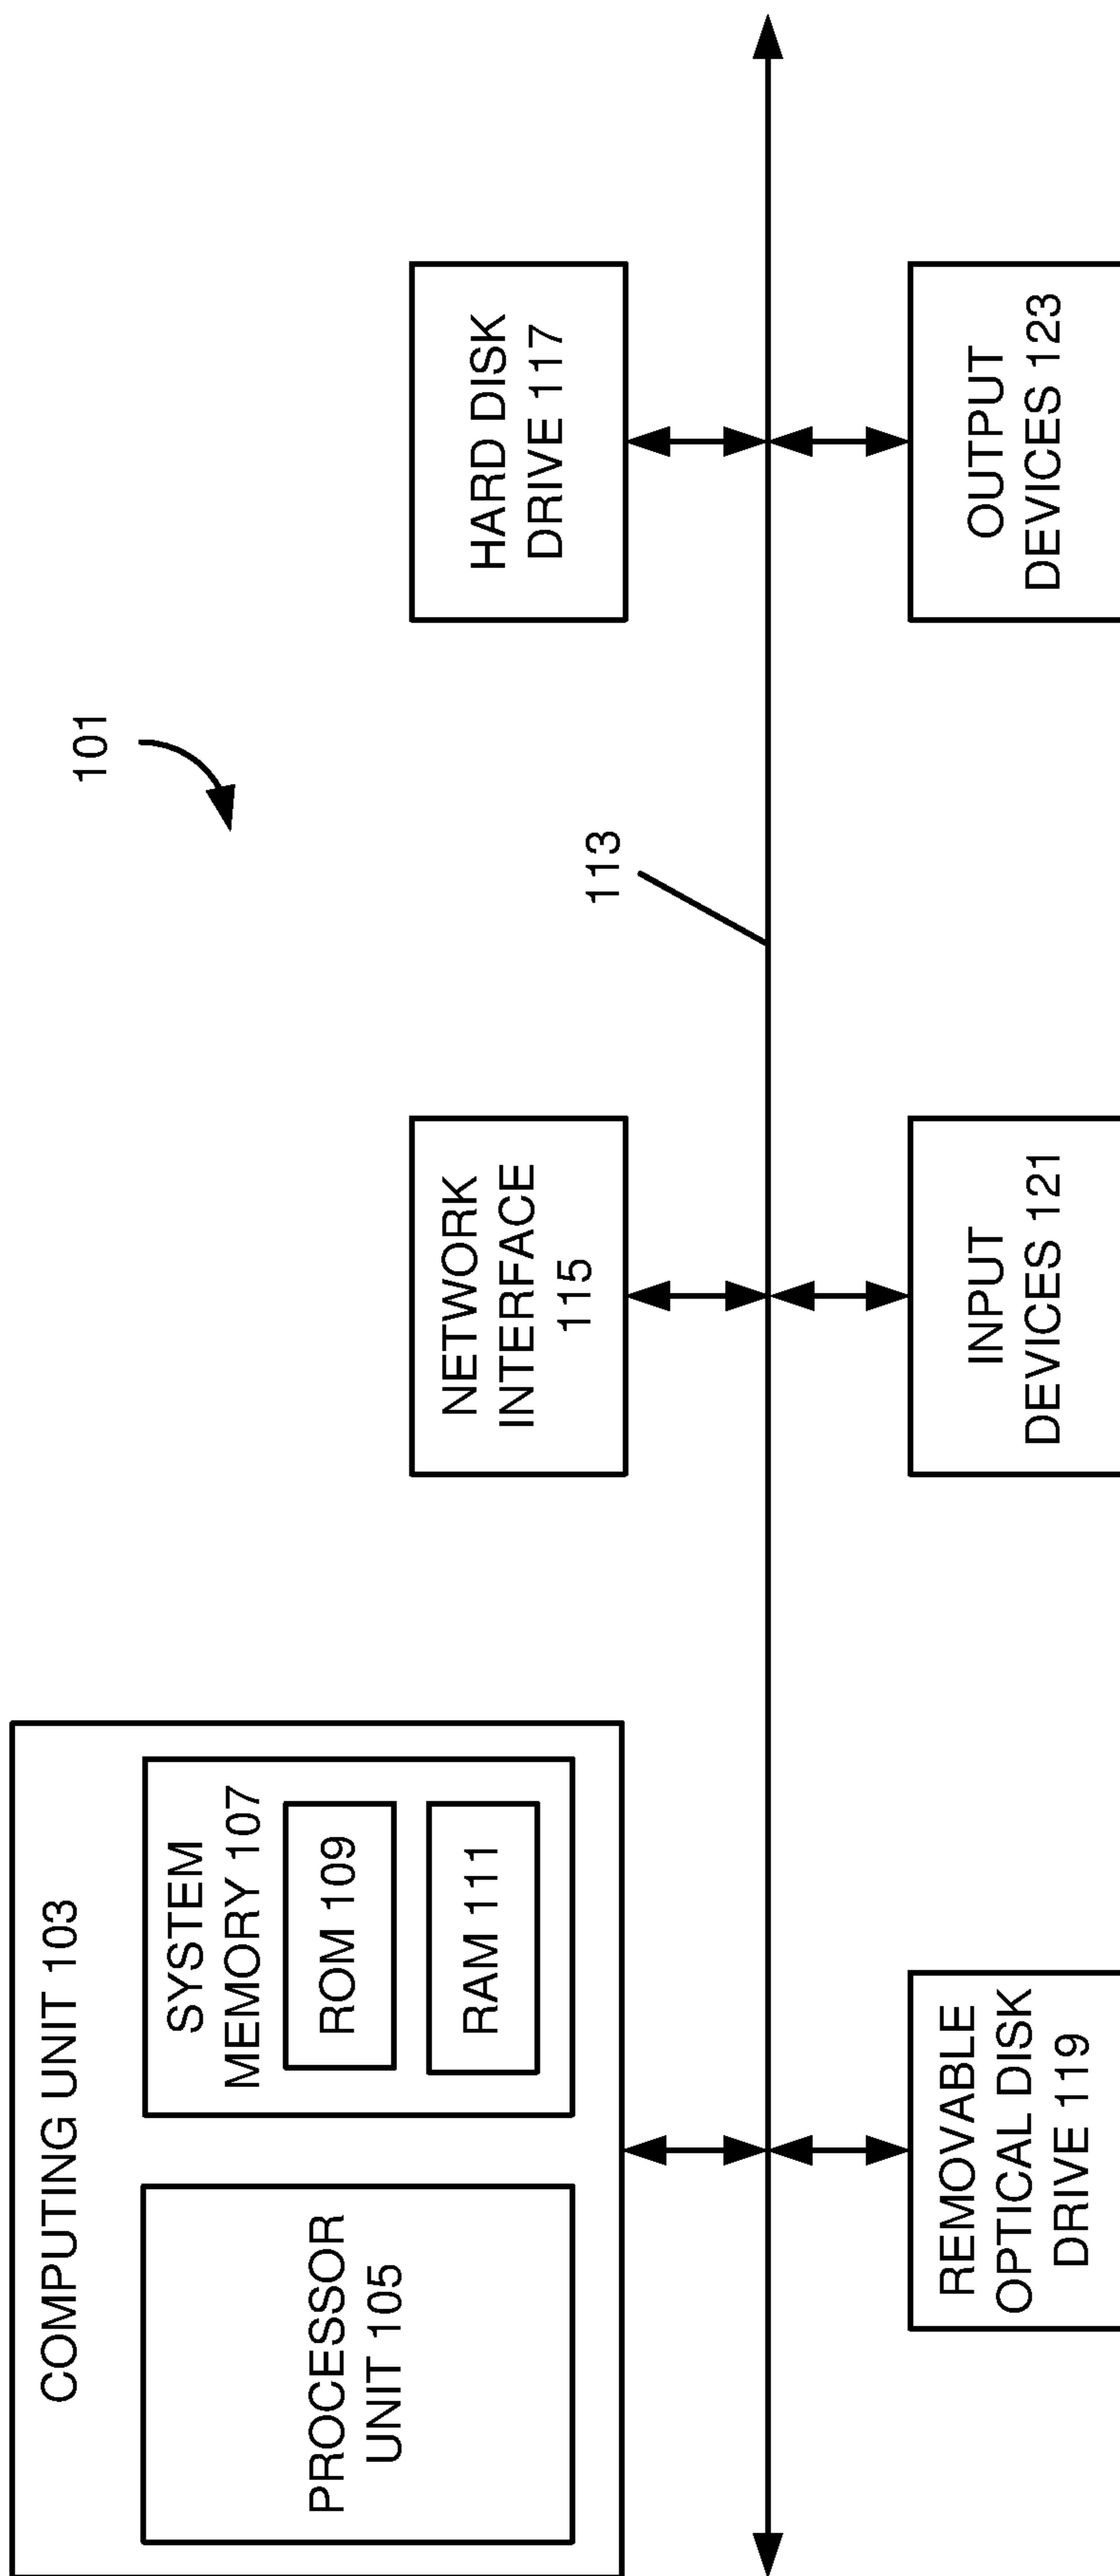 101
COMPUTING UNIT 103
PROCESSOR
UNIT 105
SYSTEM
MEMORY 107
ROM 109
RAM 111
NETWORK
INTERFACE
115
HARD DISK
DRIVE 117
113
REMOVABLE
OPTICAL DISK
DRIVE 119
INPUT
DEVICES 121
OUTPUT
DEVICES 123